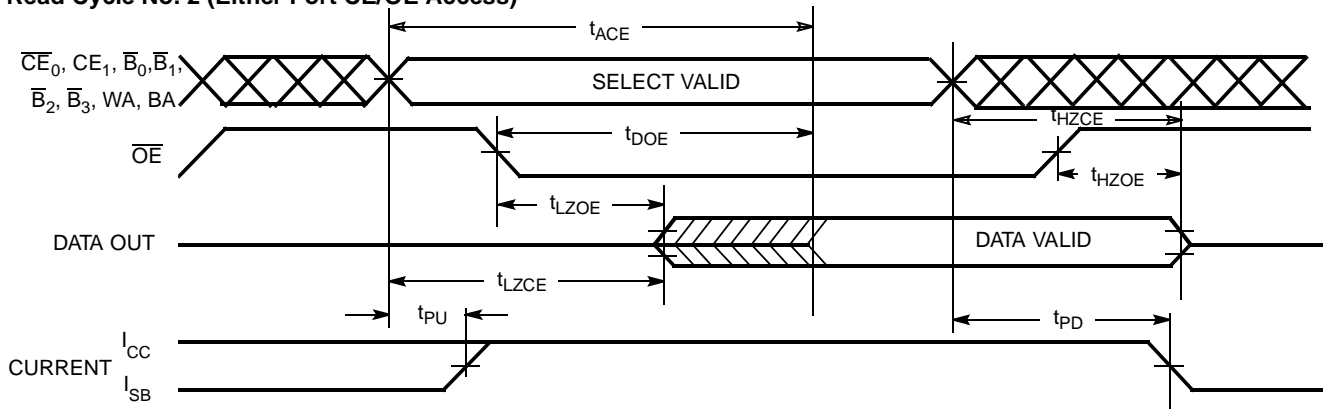 Read Cycle No. 2 (Either Port CE/OE Access)
tACE
CE0, CE1, B0,B1,
B2, B3, WA, BA
SELECT VALID
tHZCE
tDOE
OE
tHZOE
tLZOE
DATA OUT
DATA VALID
tLZCE
tPU
tPD
ICC
CURRENT
ISB